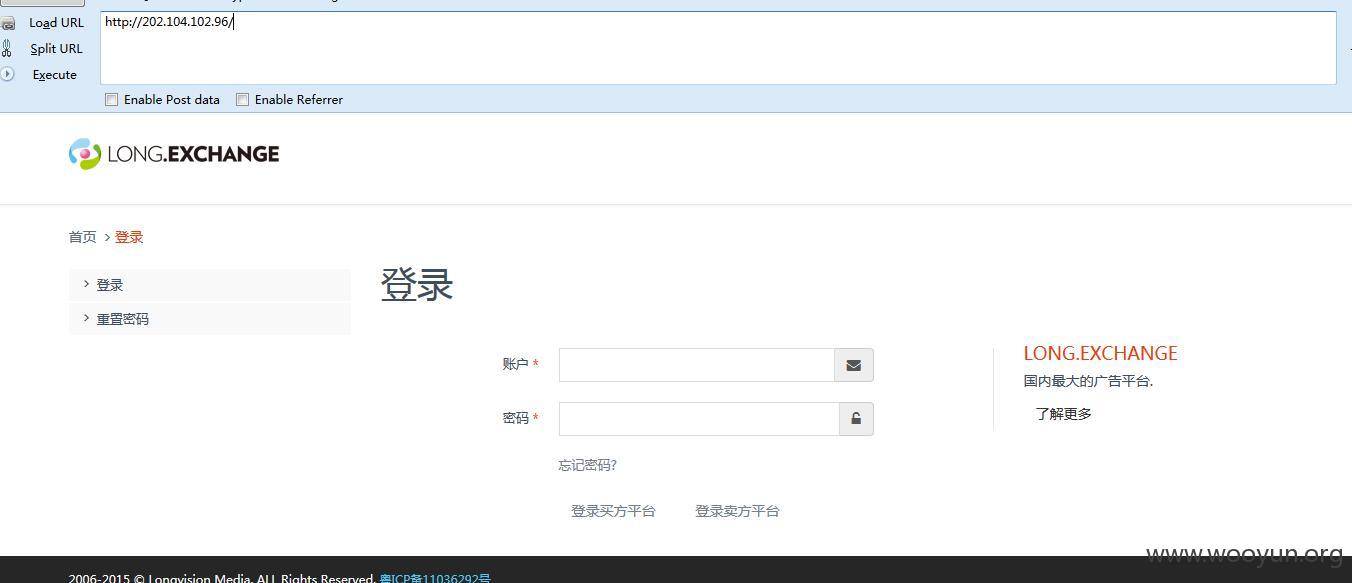 Load URL
http://202.104.102.96/
Split URL
Execute
Enable Post data
Enable Referrer
LONG.EXCHANGE
首页 > 登录
> 登录
> 重置密码
登录
账户 *
密码 *
忘记密码?
登录买方平台
登录卖方平台
LONG.EXCHANGE
国内最大的广告平台.
了解更多
www.wooyun.org
2006-2015 © Longvision Media. ALL Rights Reserved. 粤ICP备11036292号